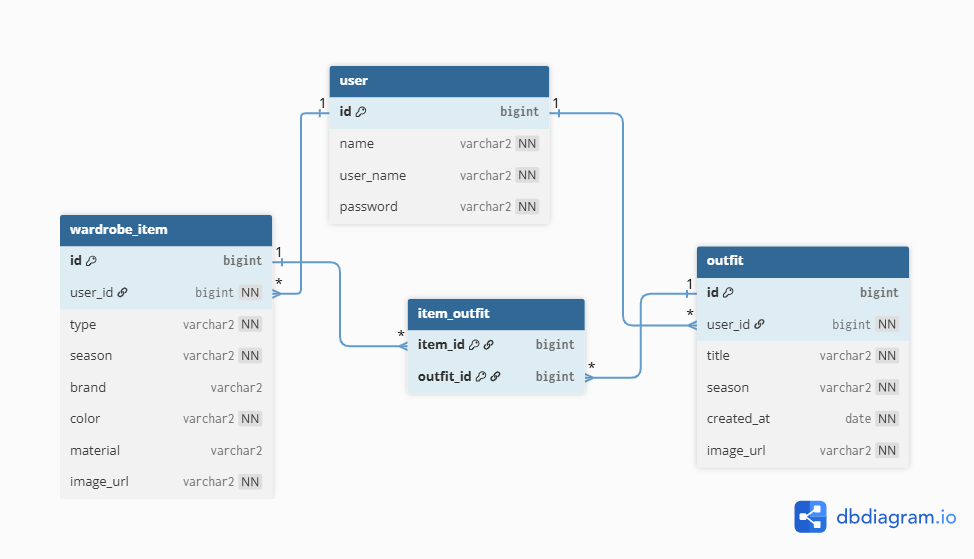 user
1 id bigint 1
name varchar2 NN
user_name varchar2 NN
password varchar2 NN
wardrobe_item
id bigint 1
user_id bigint NN *
type varchar2 NN
season varchar2 NN
brand varchar2
color varchar2 NN
material varchar2
image_url varchar2 NN
item_outfit
* item_id bigint
outfit_id bigint *
outfit
1 id bigint
* user_id bigint NN
title varchar2 NN
season varchar2 NN
created_at date NN
image_url varchar2 NN
dbdiagram.io